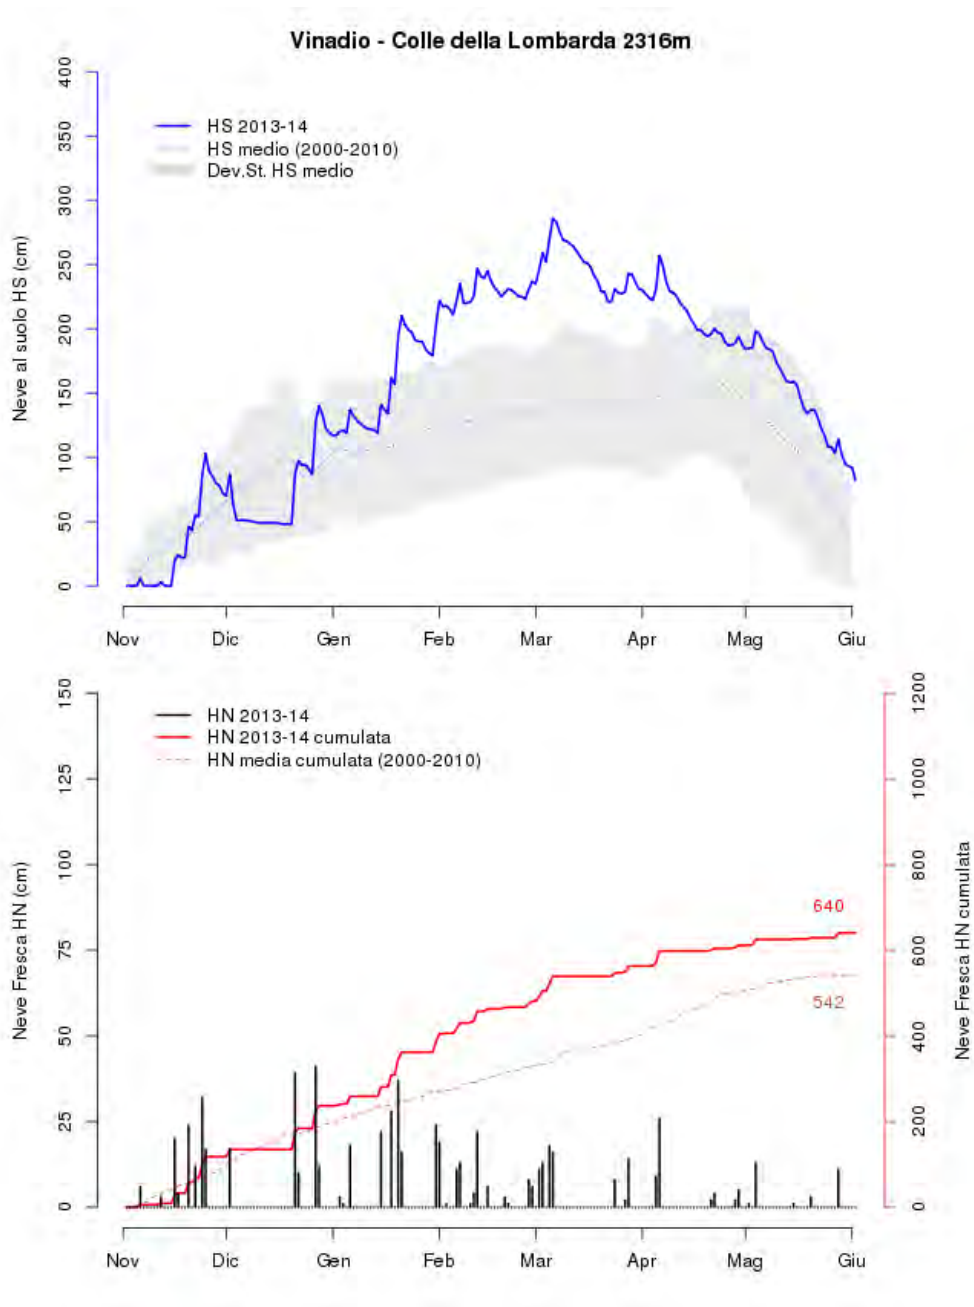 Vinadio - Colle della Lombarda 2316m
HS 2013-14
HS medio (2000-2010)
Dev.St. HS medio
Neve al suolo HS (cm)
400
350
300
250
200
150
100
50
0
Nov Dic Gen Feb Mar Apr Mag Giu
HN 2013-14
HN 2013-14 cumulata
HN media cumulata (2000-2010)
Neve Fresca HN (cm)
150
125
100
75
50
25
0
640
542
1200
1000
800
600
400
200
0
Neve Fresca HN cumulata
Nov Dic Gen Feb Mar Apr Mag Giu